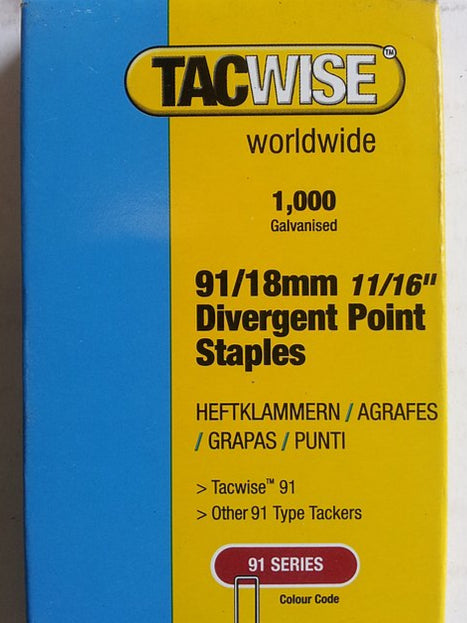 TACWISE™
worldwide
1,000
Galvanised
91/18mm 11/16"
Divergent Point
Staples
HEFTKLAMMERN / AGRAFES
/ GRAPAS / PUNTI
> Tacwise™ 91
> Other 91 Type Tackers
91 SERIES
Colour Code